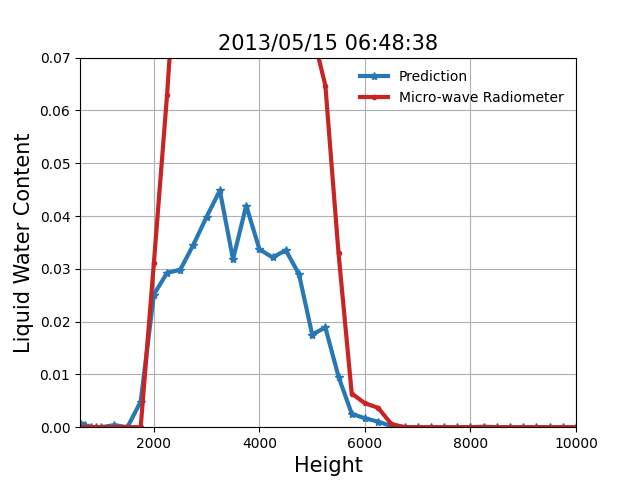 2013/05/15 06:48:38
Prediction
Micro-wave Radiometer
Liquid Water Content
0.07
0.06
0.05
0.04
0.03
0.02
0.01
0.00
2000 4000 6000 8000 10000
Height